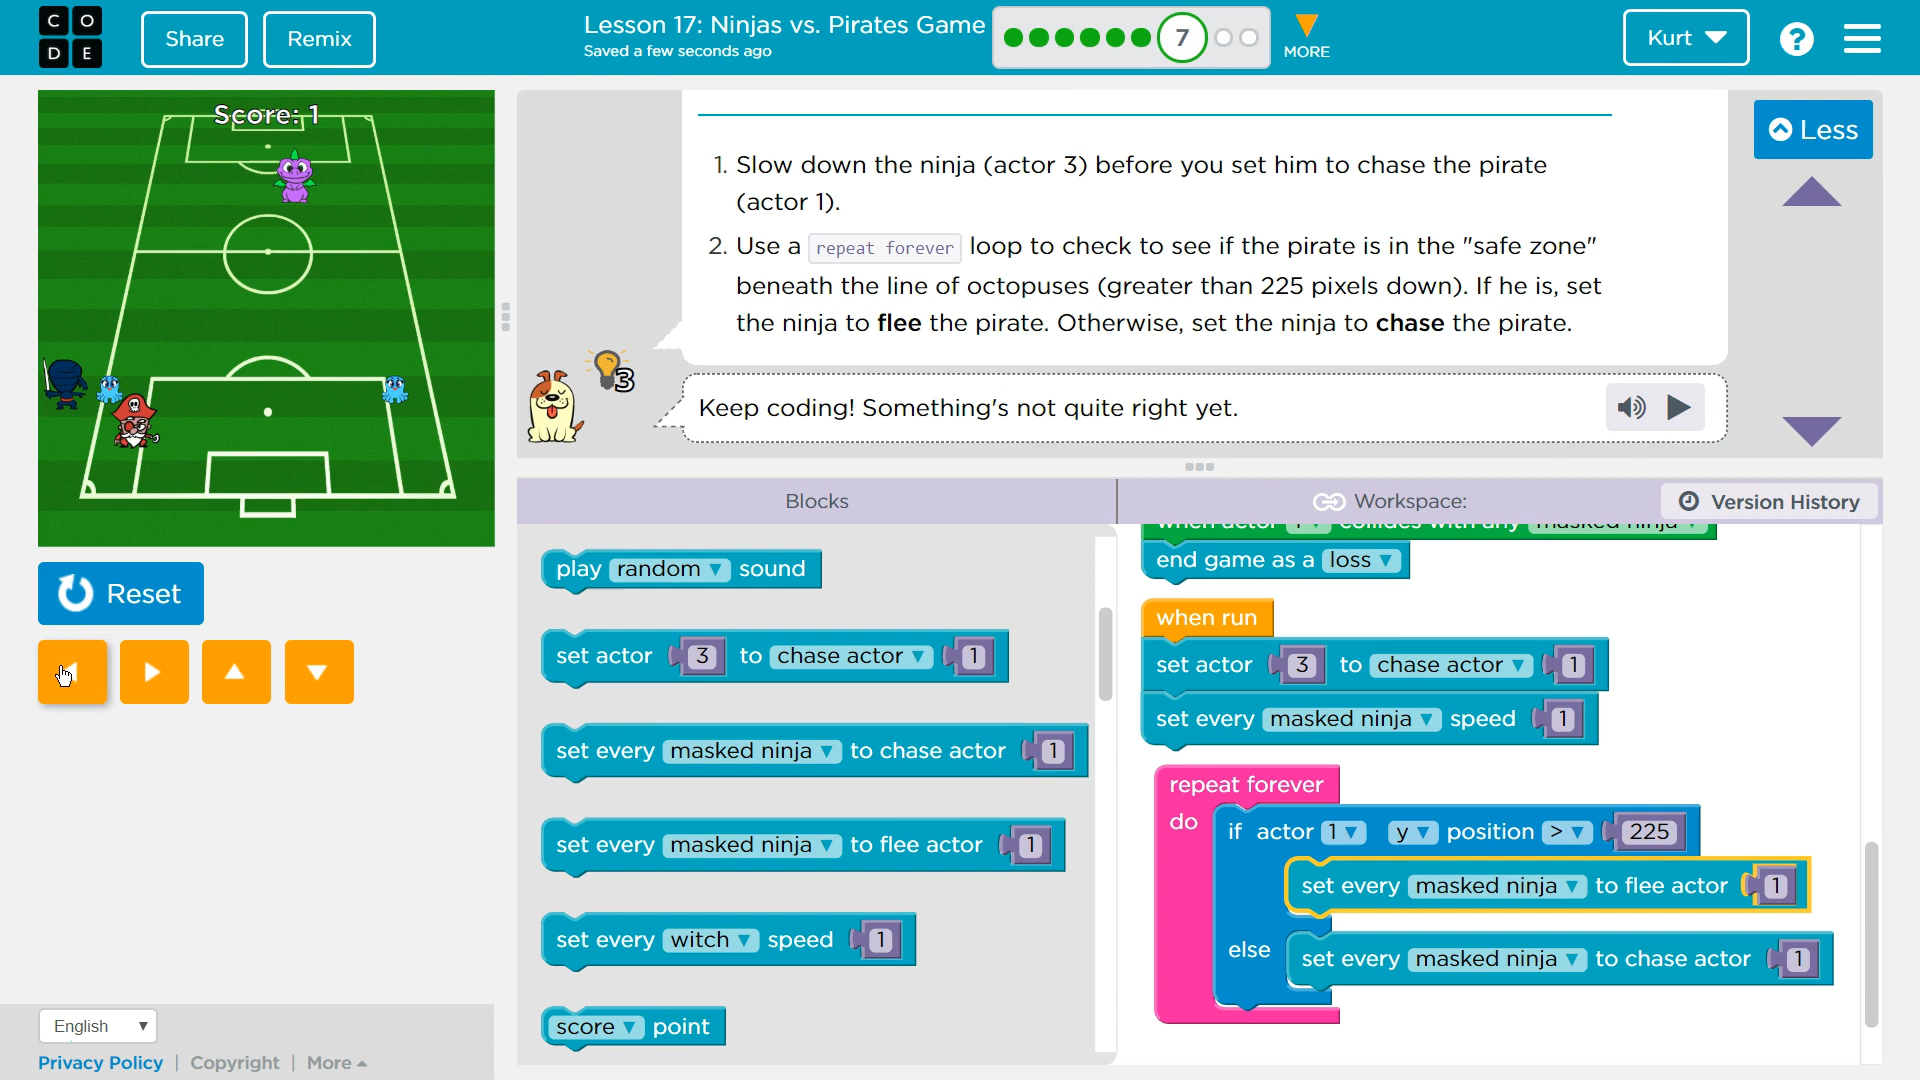 C O
D E
Share
Remix
Lesson 17: Ninjas vs. Pirates Game
Saved a few seconds ago
7
MORE
Kurt
?
Score: 1
Less
1. Slow down the ninja (actor 3) before you set him to chase the pirate
(actor 1).
2. Use a repeat forever loop to check to see if the pirate is in the "safe zone"
beneath the line of octopuses (greater than 225 pixels down). If he is, set
the ninja to flee the pirate. Otherwise, set the ninja to chase the pirate.
3
Keep coding! Something's not quite right yet.
Blocks
Workspace:
Version History
Reset
play random sound
set actor 3 to chase actor 1
set every masked ninja to chase actor 1
set every masked ninja to flee actor 1
set every witch speed 1
score point
when actor 1 collides with any masked ninja
end game as a loss
when run
set actor 3 to chase actor 1
set every masked ninja speed 1
repeat forever
do
if actor 1 y position > 225
set every masked ninja to flee actor 1
else
set every masked ninja to chase actor 1
English
Privacy Policy | Copyright | More